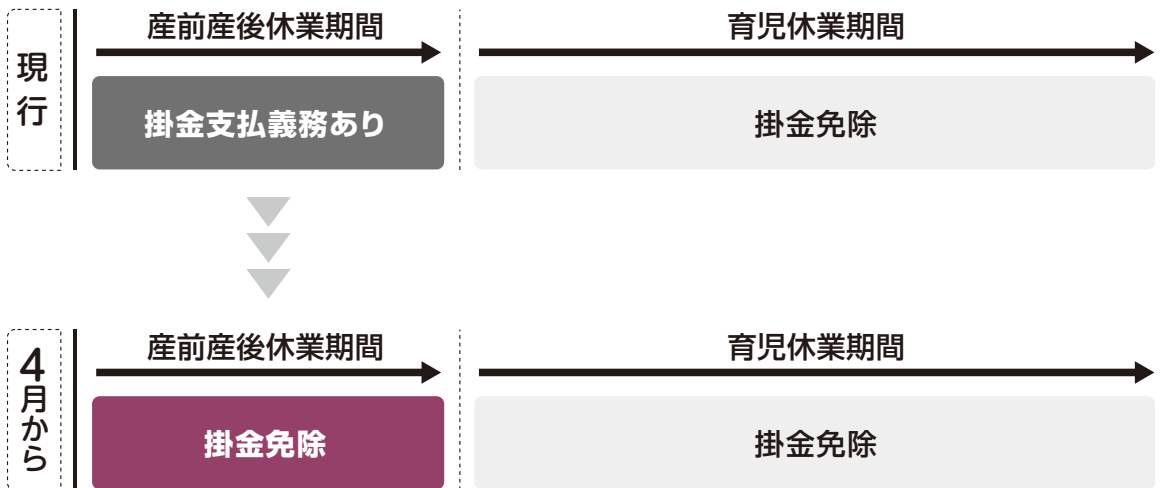 現行
産前産後休業期間
育児休業期間
掛金支払義務あり
掛金免除
4月から
産前産後休業期間
育児休業期間
掛金免除
掛金免除